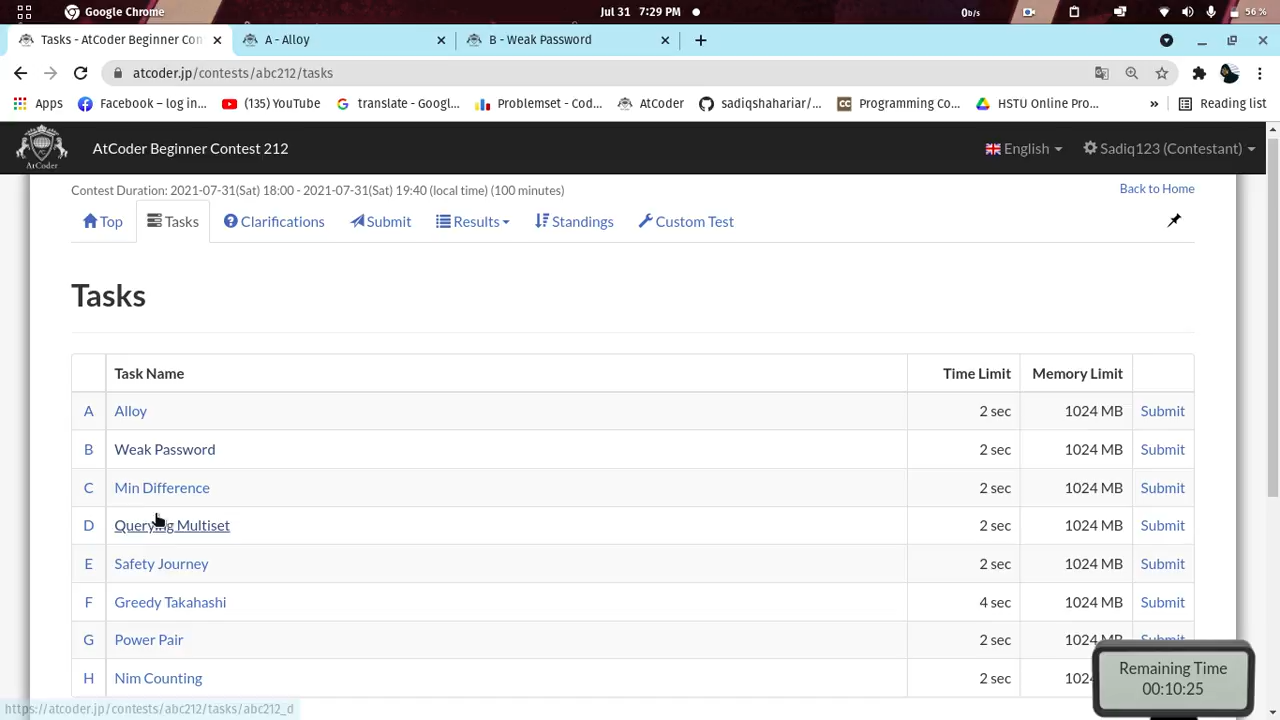 Google Chrome
Jul 31 7:29 PM
0b/s
56 %
Tasks - AtCoder Beginner Con
A - Alloy
B - Weak Password
atcoder.jp/contests/abc212/tasks
Apps
Facebook – log in...
(135) YouTube
translate - Googl...
Problemset - Cod...
AtCoder
sadiqshahariar/...
Programming Co...
HSTU Online Pro...
»
Reading list
AtCoder
AtCoder Beginner Contest 212
English
Sadiq123 (Contestant)
Contest Duration: 2021-07-31(Sat) 18:00 - 2021-07-31(Sat) 19:40 (local time) (100 minutes)
Back to Home
Top
Tasks
Clarifications
Submit
Results
Standings
Custom Test
Tasks
Task Name Time Limit Memory Limit
A Alloy 2 sec 1024 MB Submit
B Weak Password 2 sec 1024 MB Submit
C Min Difference 2 sec 1024 MB Submit
D Querying Multiset 2 sec 1024 MB Submit
E Safety Journey 2 sec 1024 MB Submit
F Greedy Takahashi 4 sec 1024 MB Submit
G Power Pair 2 sec 1024 MB Submit
H Nim Counting 2 sec 1024
Remaining Time
00:10:25
https://atcoder.jp/contests/abc212/tasks/abc212_d